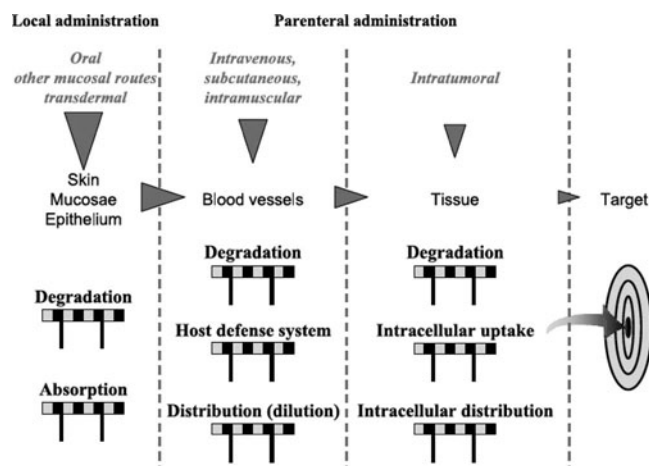 Local administration
Parenteral administration
Oral
other mucosal routes
transdermal
Intravenous,
subcutaneous,
intramuscular
Intratumoral
Skin
Mucosae
Epithelium
Blood vessels
Tissue
Target
Degradation
Absorption
Degradation
Host defense system
Distribution (dilution)
Degradation
Intracellular uptake
Intracellular distribution